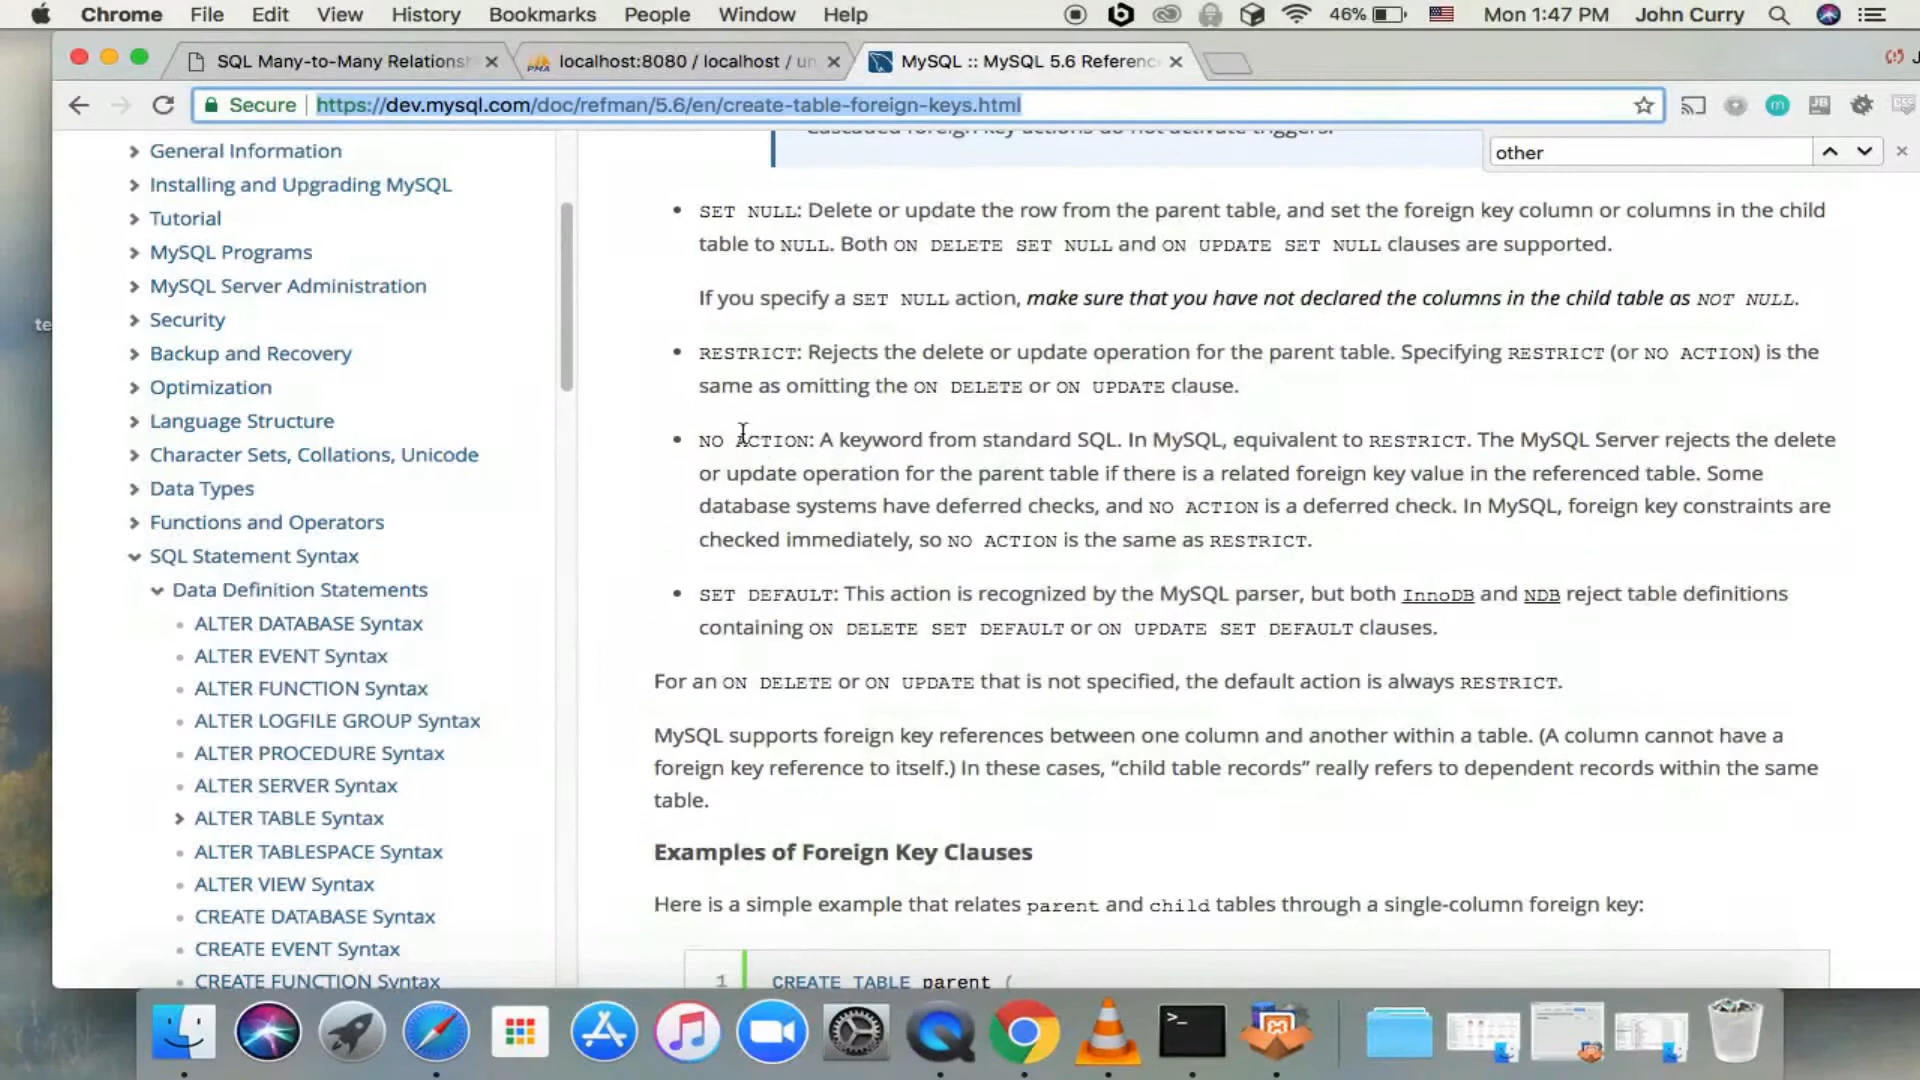 Chrome File Edit View History Bookmarks People Window Help 46% Mon 1:47 PM John Curry
SQL Many-to-Many Relations
localhost:8080 / localhost / un
MySQL :: MySQL 5.6 Referenc
Secure https://dev.mysql.com/doc/refman/5.6/en/create-table-foreign-keys.html
other
General Information
Installing and Upgrading MySQL
Tutorial
MySQL Programs
MySQL Server Administration
Security
Backup and Recovery
Optimization
Language Structure
Character Sets, Collations, Unicode
Data Types
Functions and Operators
SQL Statement Syntax
Data Definition Statements
ALTER DATABASE Syntax
ALTER EVENT Syntax
ALTER FUNCTION Syntax
ALTER LOGFILE GROUP Syntax
ALTER PROCEDURE Syntax
ALTER SERVER Syntax
ALTER TABLE Syntax
ALTER TABLESPACE Syntax
ALTER VIEW Syntax
CREATE DATABASE Syntax
CREATE EVENT Syntax
CREATE FUNCTION Syntax
Cascaded foreign key actions do not activate triggers.
SET NULL: Delete or update the row from the parent table, and set the foreign key column or columns in the child
table to NULL. Both ON DELETE SET NULL and ON UPDATE SET NULL clauses are supported.
If you specify a SET NULL action, make sure that you have not declared the columns in the child table as NOT NULL.
RESTRICT: Rejects the delete or update operation for the parent table. Specifying RESTRICT (or NO ACTION) is the
same as omitting the ON DELETE or ON UPDATE clause.
NO ACTION: A keyword from standard SQL. In MySQL, equivalent to RESTRICT. The MySQL Server rejects the delete
or update operation for the parent table if there is a related foreign key value in the referenced table. Some
database systems have deferred checks, and NO ACTION is a deferred check. In MySQL, foreign key constraints are
checked immediately, so NO ACTION is the same as RESTRICT.
SET DEFAULT: This action is recognized by the MySQL parser, but both InnoDB and NDB reject table definitions
containing ON DELETE SET DEFAULT or ON UPDATE SET DEFAULT clauses.
For an ON DELETE or ON UPDATE that is not specified, the default action is always RESTRICT.
MySQL supports foreign key references between one column and another within a table. (A column cannot have a
foreign key reference to itself.) In these cases, “child table records” really refers to dependent records within the same
table.
Examples of Foreign Key Clauses
Here is a simple example that relates parent and child tables through a single-column foreign key:
1 CREATE TABLE parent (
te